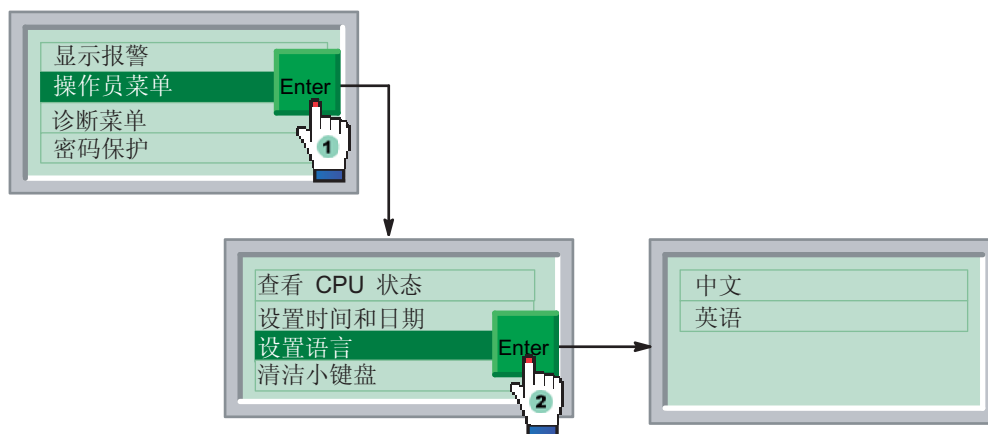 显示报警
操作员菜单
Enter
诊断菜单
1
密码保护
查看 CPU 状态
设置时间和日期
设置语言
Enter
清洁小键盘
2
中文
英语